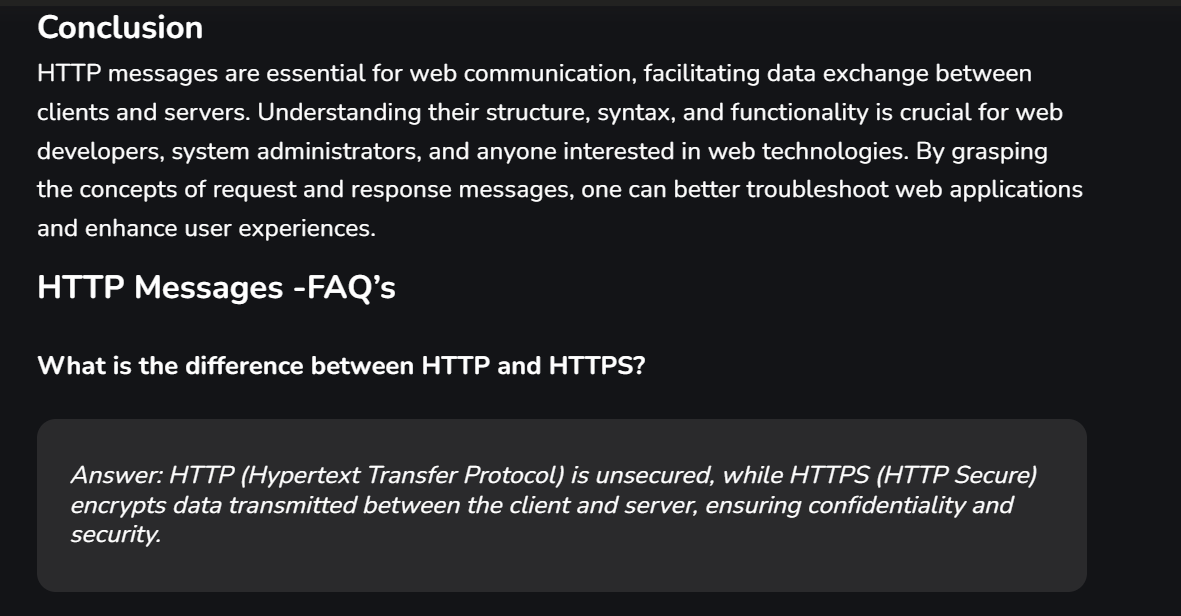 Conclusion
HTTP messages are essential for web communication, facilitating data exchange between
clients and servers. Understanding their structure, syntax, and functionality is crucial for web
developers, system administrators, and anyone interested in web technologies. By grasping
the concepts of request and response messages, one can better troubleshoot web applications
and enhance user experiences.
HTTP Messages -FAQ’s
What is the difference between HTTP and HTTPS?
Answer: HTTP (Hypertext Transfer Protocol) is unsecured, while HTTPS (HTTP Secure)
encrypts data transmitted between the client and server, ensuring confidentiality and
security.